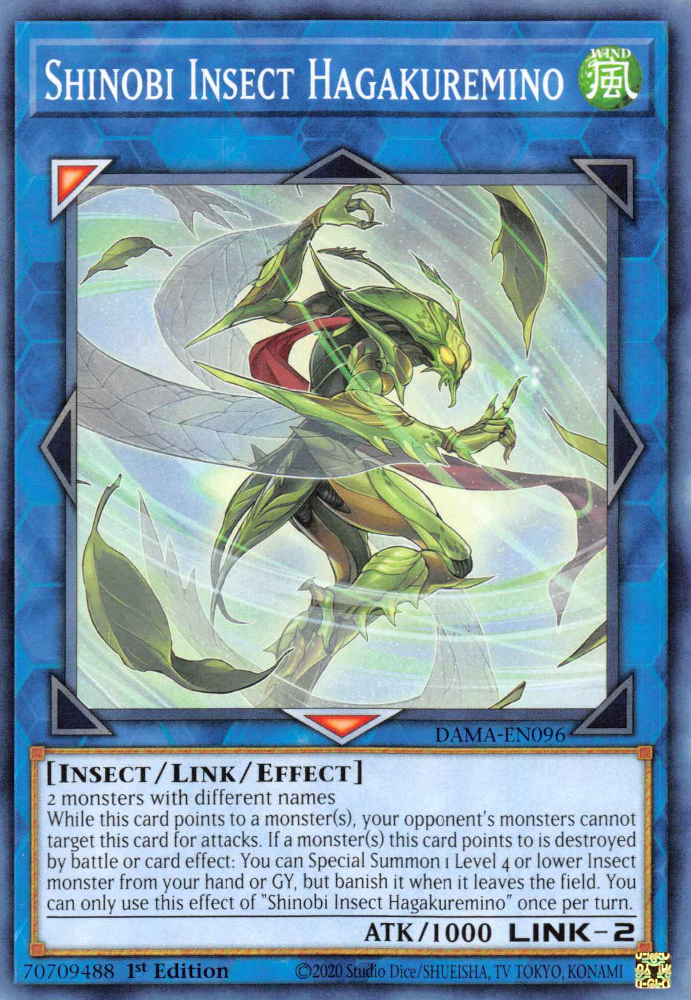 SHINOBI INSECT HAGAKUREMINO
WIND
風
DAMA-EN096
[INSECT/LINK/EFFECT]
2 monsters with different names
While this card points to a monster(s), your opponent's monsters cannot
target this card for attacks. If a monster(s) this card points to is destroyed
by battle or card effect: You can Special Summon 1 Level 4 or lower Insect
monster from your hand or GY, but banish it when it leaves the field. You
can only use this effect of "Shinobi Insect Hagakuremino" once per turn.
ATK/1000 LINK-2
70709488 1st Edition ©2020 Studio Dice/SHUEISHA, TV TOKYO, KONAMI